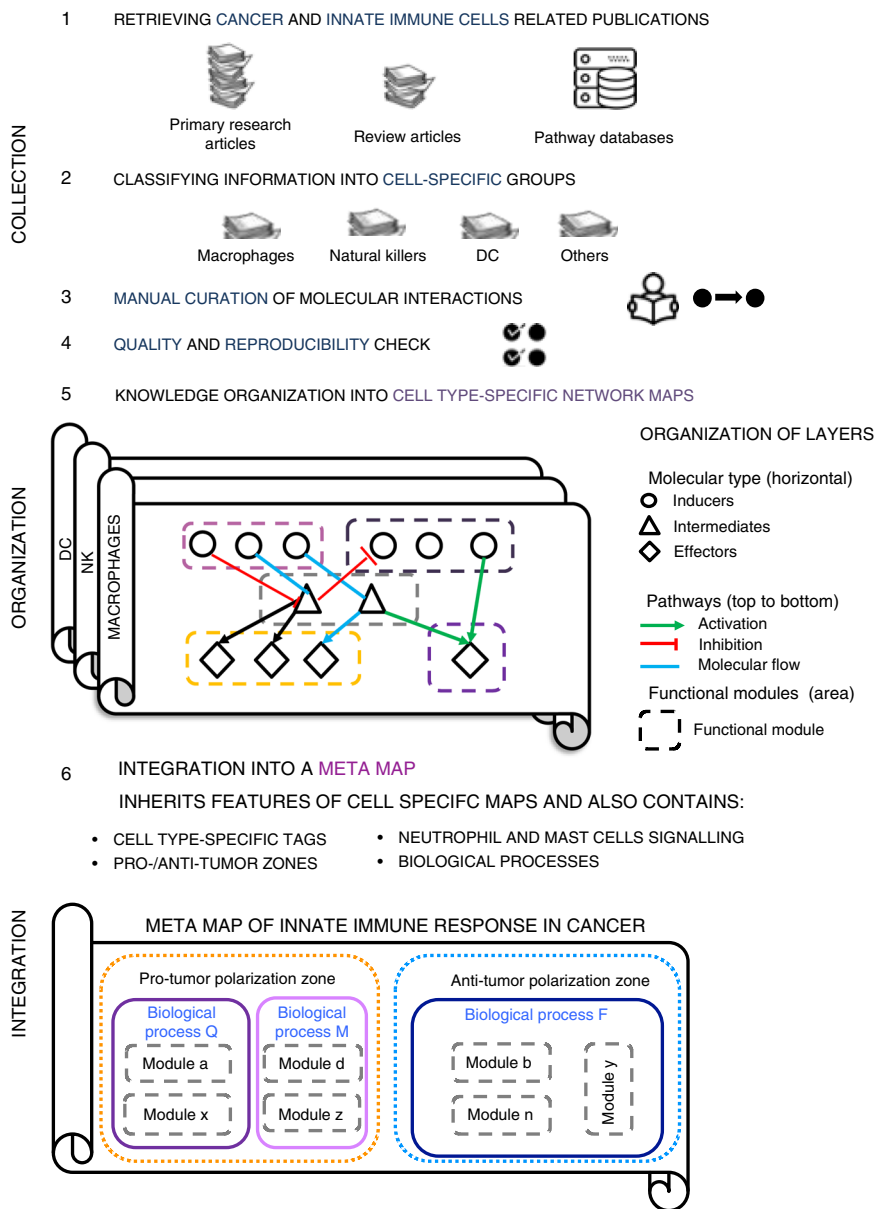 1 RETRIEVING CANCER AND INNATE IMMUNE CELLS RELATED PUBLICATIONS
Primary research
articles
Review articles
Pathway databases
COLLECTION
2 CLASSIFYING INFORMATION INTO CELL-SPECIFIC GROUPS
Macrophages
Natural killers
DC
Others
3 MANUAL CURATION OF MOLECULAR INTERACTIONS
4 QUALITY AND REPRODUCIBILITY CHECK
5 KNOWLEDGE ORGANIZATION INTO CELL TYPE-SPECIFIC NETWORK MAPS
ORGANIZATION
DC
NK
MACROPHAGES
ORGANIZATION OF LAYERS
Molecular type (horizontal)
Inducers
Intermediates
Effectors
Pathways (top to bottom)
Activation
Inhibition
Molecular flow
Functional modules (area)
Functional module
6 INTEGRATION INTO A META MAP
INHERITS FEATURES OF CELL SPECIFC MAPS AND ALSO CONTAINS:
• CELL TYPE-SPECIFIC TAGS
• PRO-/ANTI-TUMOR ZONES
• NEUTROPHIL AND MAST CELLS SIGNALLING
• BIOLOGICAL PROCESSES
INTEGRATION
META MAP OF INNATE IMMUNE RESPONSE IN CANCER
Pro-tumor polarization zone
Biological
process Q
Module a
Module x
Biological
process M
Module d
Module z
Anti-tumor polarization zone
Biological process F
Module b
Module n
Module y